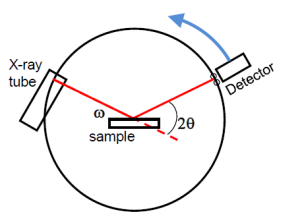 X-ray
tube
Detector
ω
2θ
sample